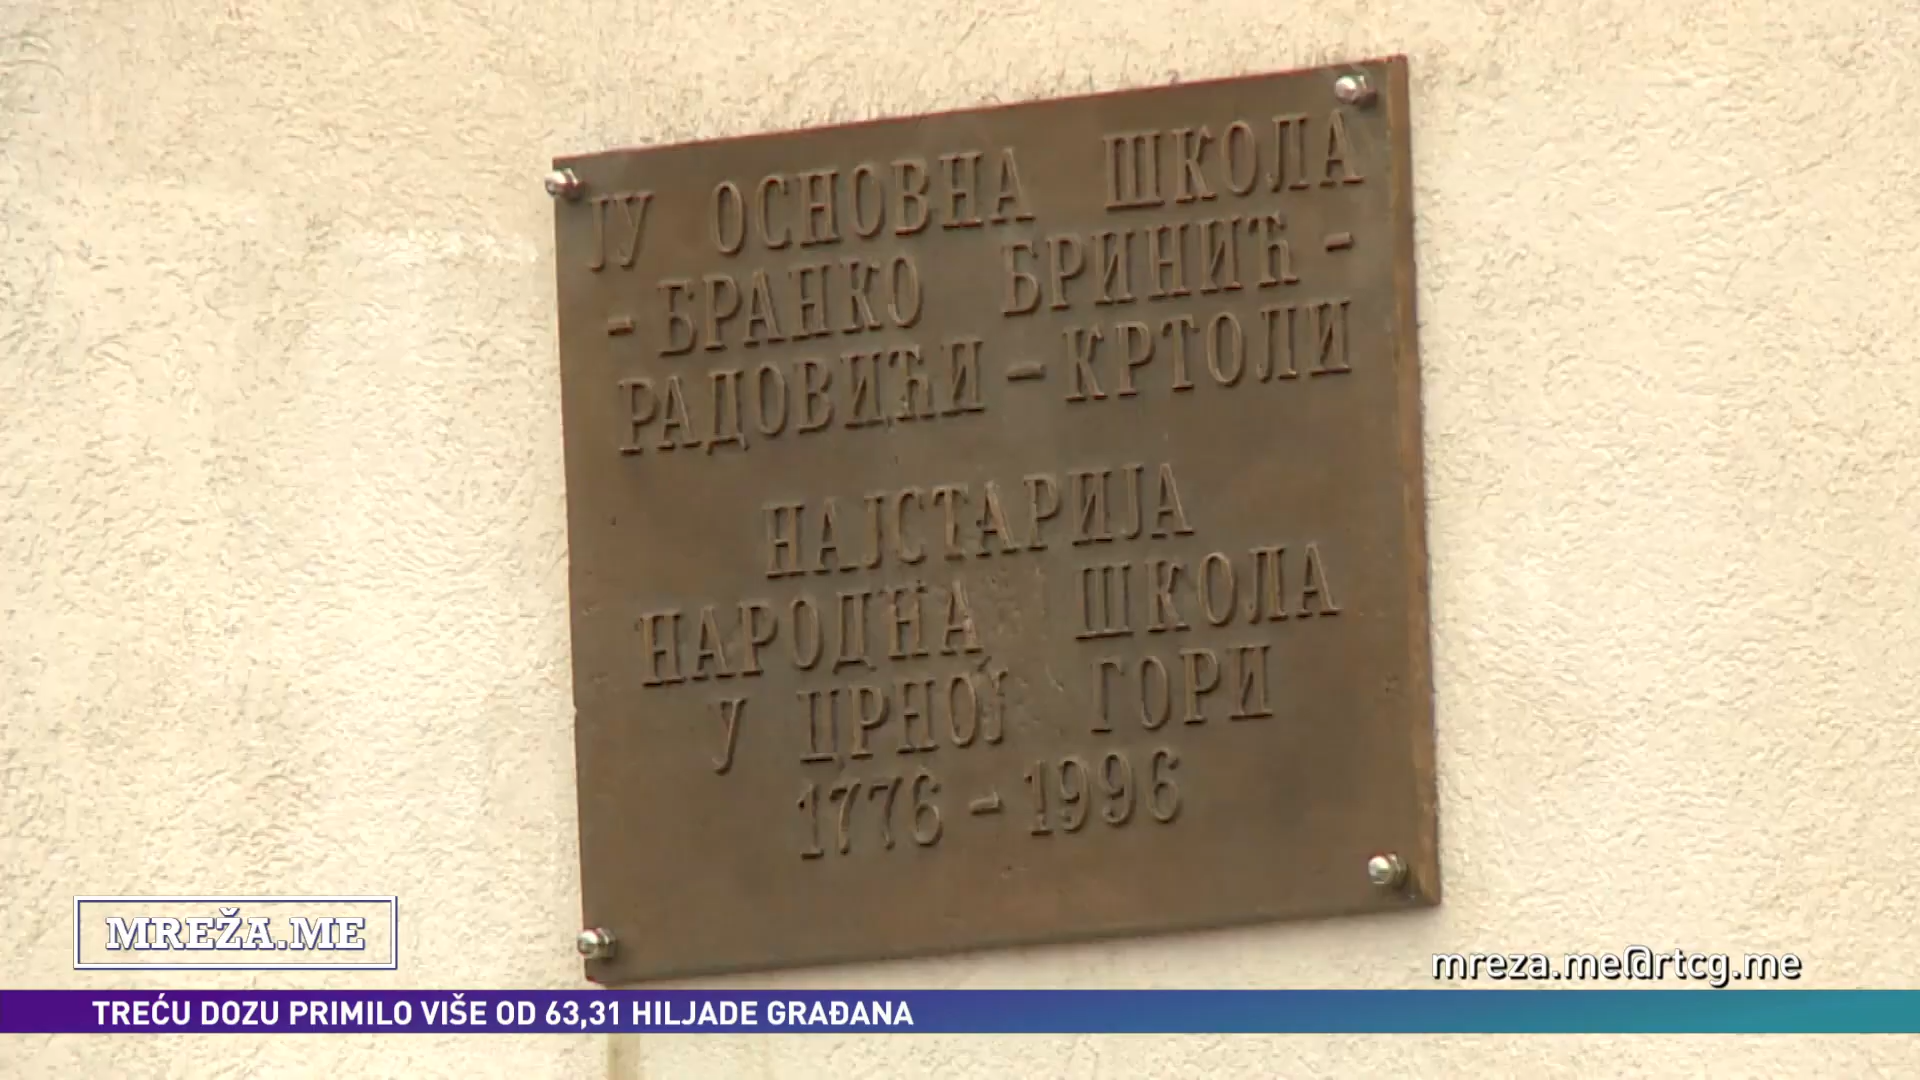 ЈУ ОСНОВНА ШКОЛА
- БРАНКО БРИНИЋ -
РАДОВИЋИ - КРТОЛИ
НАЈСТАРИЈА
НАРОДНА ШКОЛА
У ЦРНОЈ ГОРИ
1776 - 1996
MREŽA.ME
mreza.me@rtcg.me
TREĆU DOZU PRIMILO VIŠE OD 63,31 HILJADE GRAĐANA